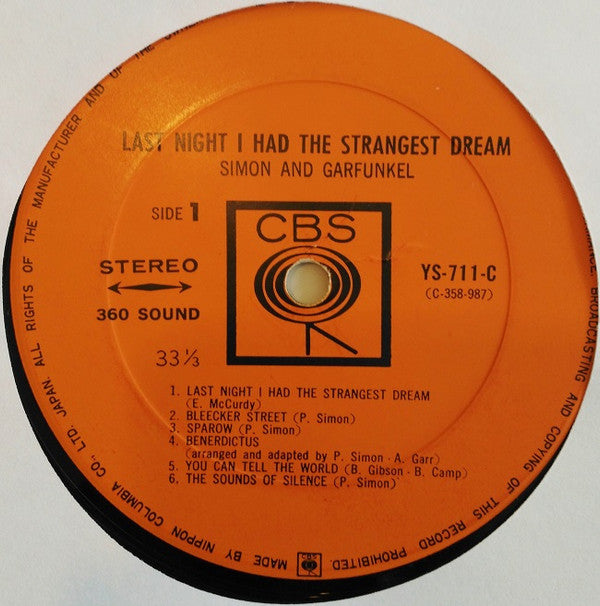 LAST NIGHT I HAD THE STRANGEST DREAM
SIMON AND GARFUNKEL
SIDE 1
CBS
STEREO
360 SOUND
33⅓
YS-711-C
(C-358-987)
1. LAST NIGHT I HAD THE STRANGEST DREAM
(E. McCurdy)
2. BLEECKER STREET (P. Simon)
3. SPAROW (P. Simon)
4. BENERDICTUS
(arranged and adapted by P. Simon · A. Garr)
5. YOU CAN TELL THE WORLD (B. Gibson · B. Camp)
6. THE SOUNDS OF SILENCE (P. Simon)
CBS
MADE BY NIPPON COLUMBIA CO., LTD. JAPAN ALL RIGHTS OF THE MANUFACTURER AND OF THE OWNER
BROADCASTING AND COPYING OF THIS RECORD PROHIBITED.